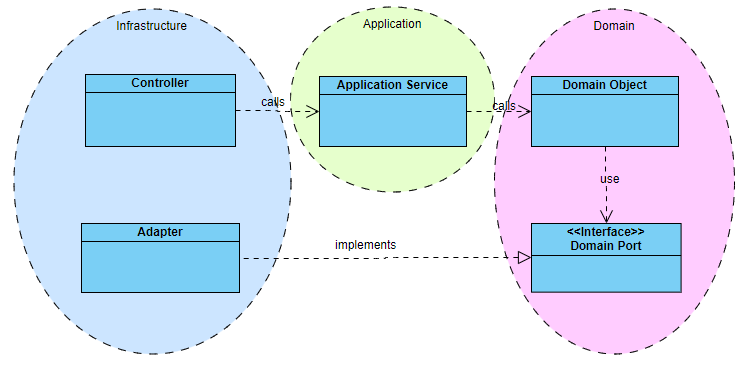 Infrastructure
Application
Domain
Controller
calls
Application Service
calls
Domain Object
use
Adapter
implements
<<Interface>>
Domain Port